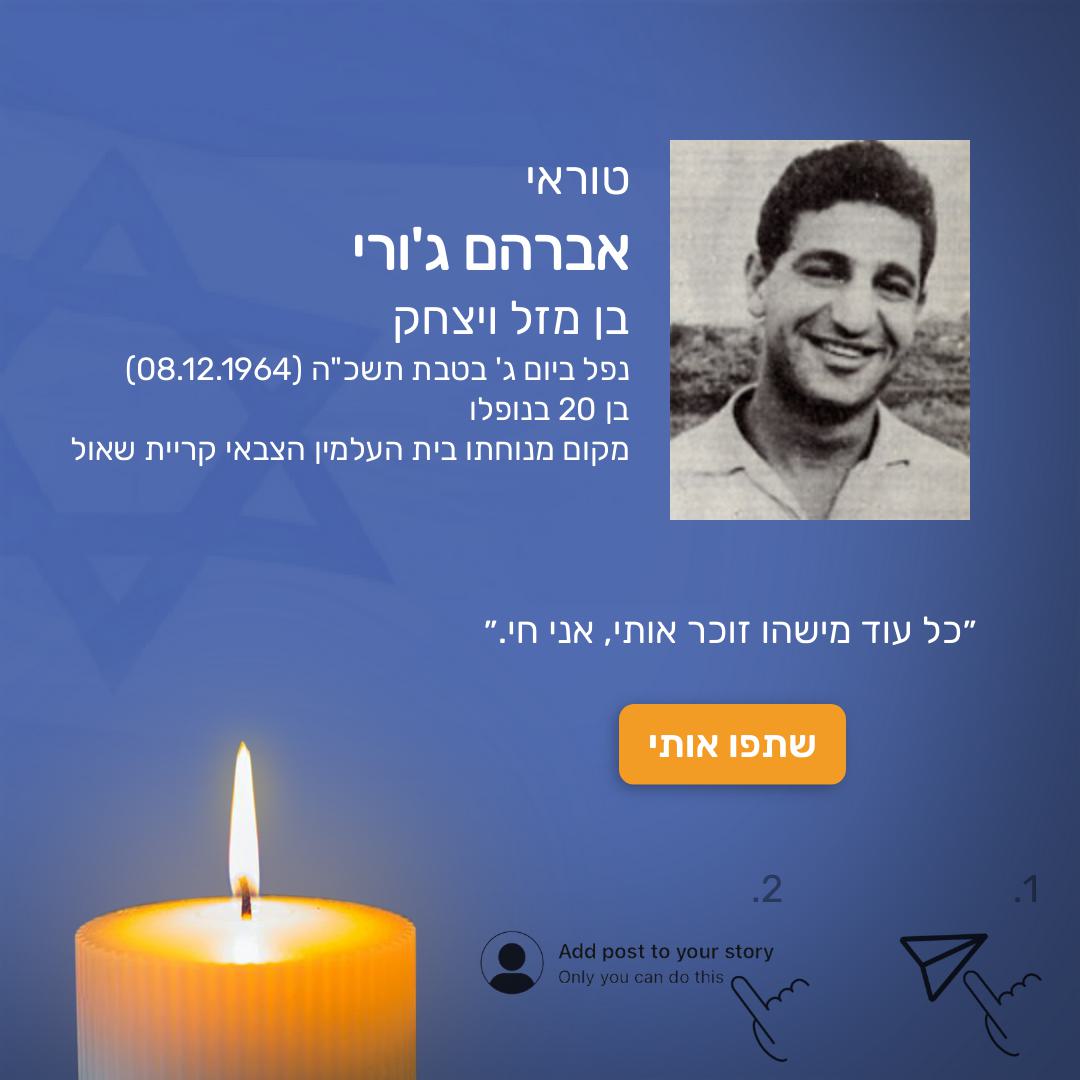 טוראי
אברהם ג'ורי
בן מזל ויצחק
נפל ביום ג' בטבת תשכ"ה (08.12.1964)
בן 20 בנופלו
מקום מנוחתו בית העלמין הצבאי קריית שאול
״כל עוד מישהו זוכר אותי, אני חי.״
שתפו אותי
1.
2.
Add post to your story
Only you can do this